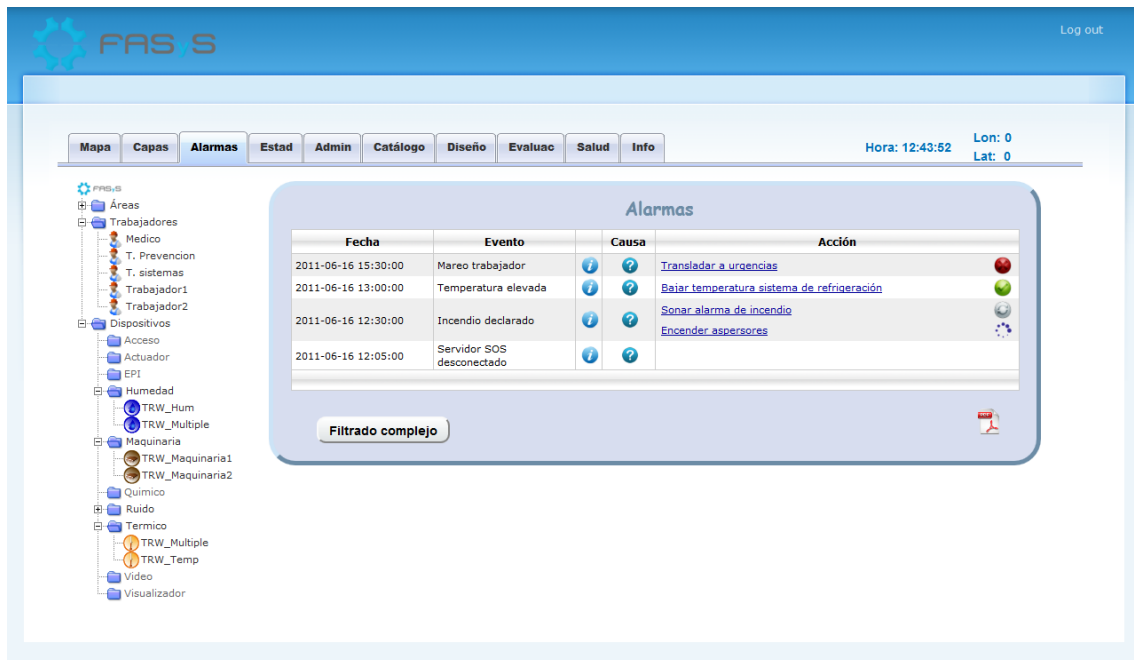 FASyS
Log out
Mapa Capas Alarmas Estad Admin Catálogo Diseño Evaluac Salud Info
Hora: 12:43:52
Lon: 0
Lat: 0
FASyS
Áreas
Trabajadores
Medico
T. Prevencion
T. sistemas
Trabajador1
Trabajador2
Dispositivos
Acceso
Actuador
EPI
Humedad
TRW_Hum
TRW_Multiple
Maquinaria
TRW_Maquinaria1
TRW_Maquinaria2
Quimico
Ruido
Termico
TRW_Multiple
TRW_Temp
Video
Visualizador
Alarmas
Fecha Evento Causa Acción
2011-06-16 15:30:00 Mareo trabajador Transladar a urgencias
2011-06-16 13:00:00 Temperatura elevada Bajar temperatura sistema de refrigeración
2011-06-16 12:30:00 Incendio declarado Sonar alarma de incendio
Encender aspersores
2011-06-16 12:05:00 Servidor SOS
desconectado
Filtrado complejo
PDF